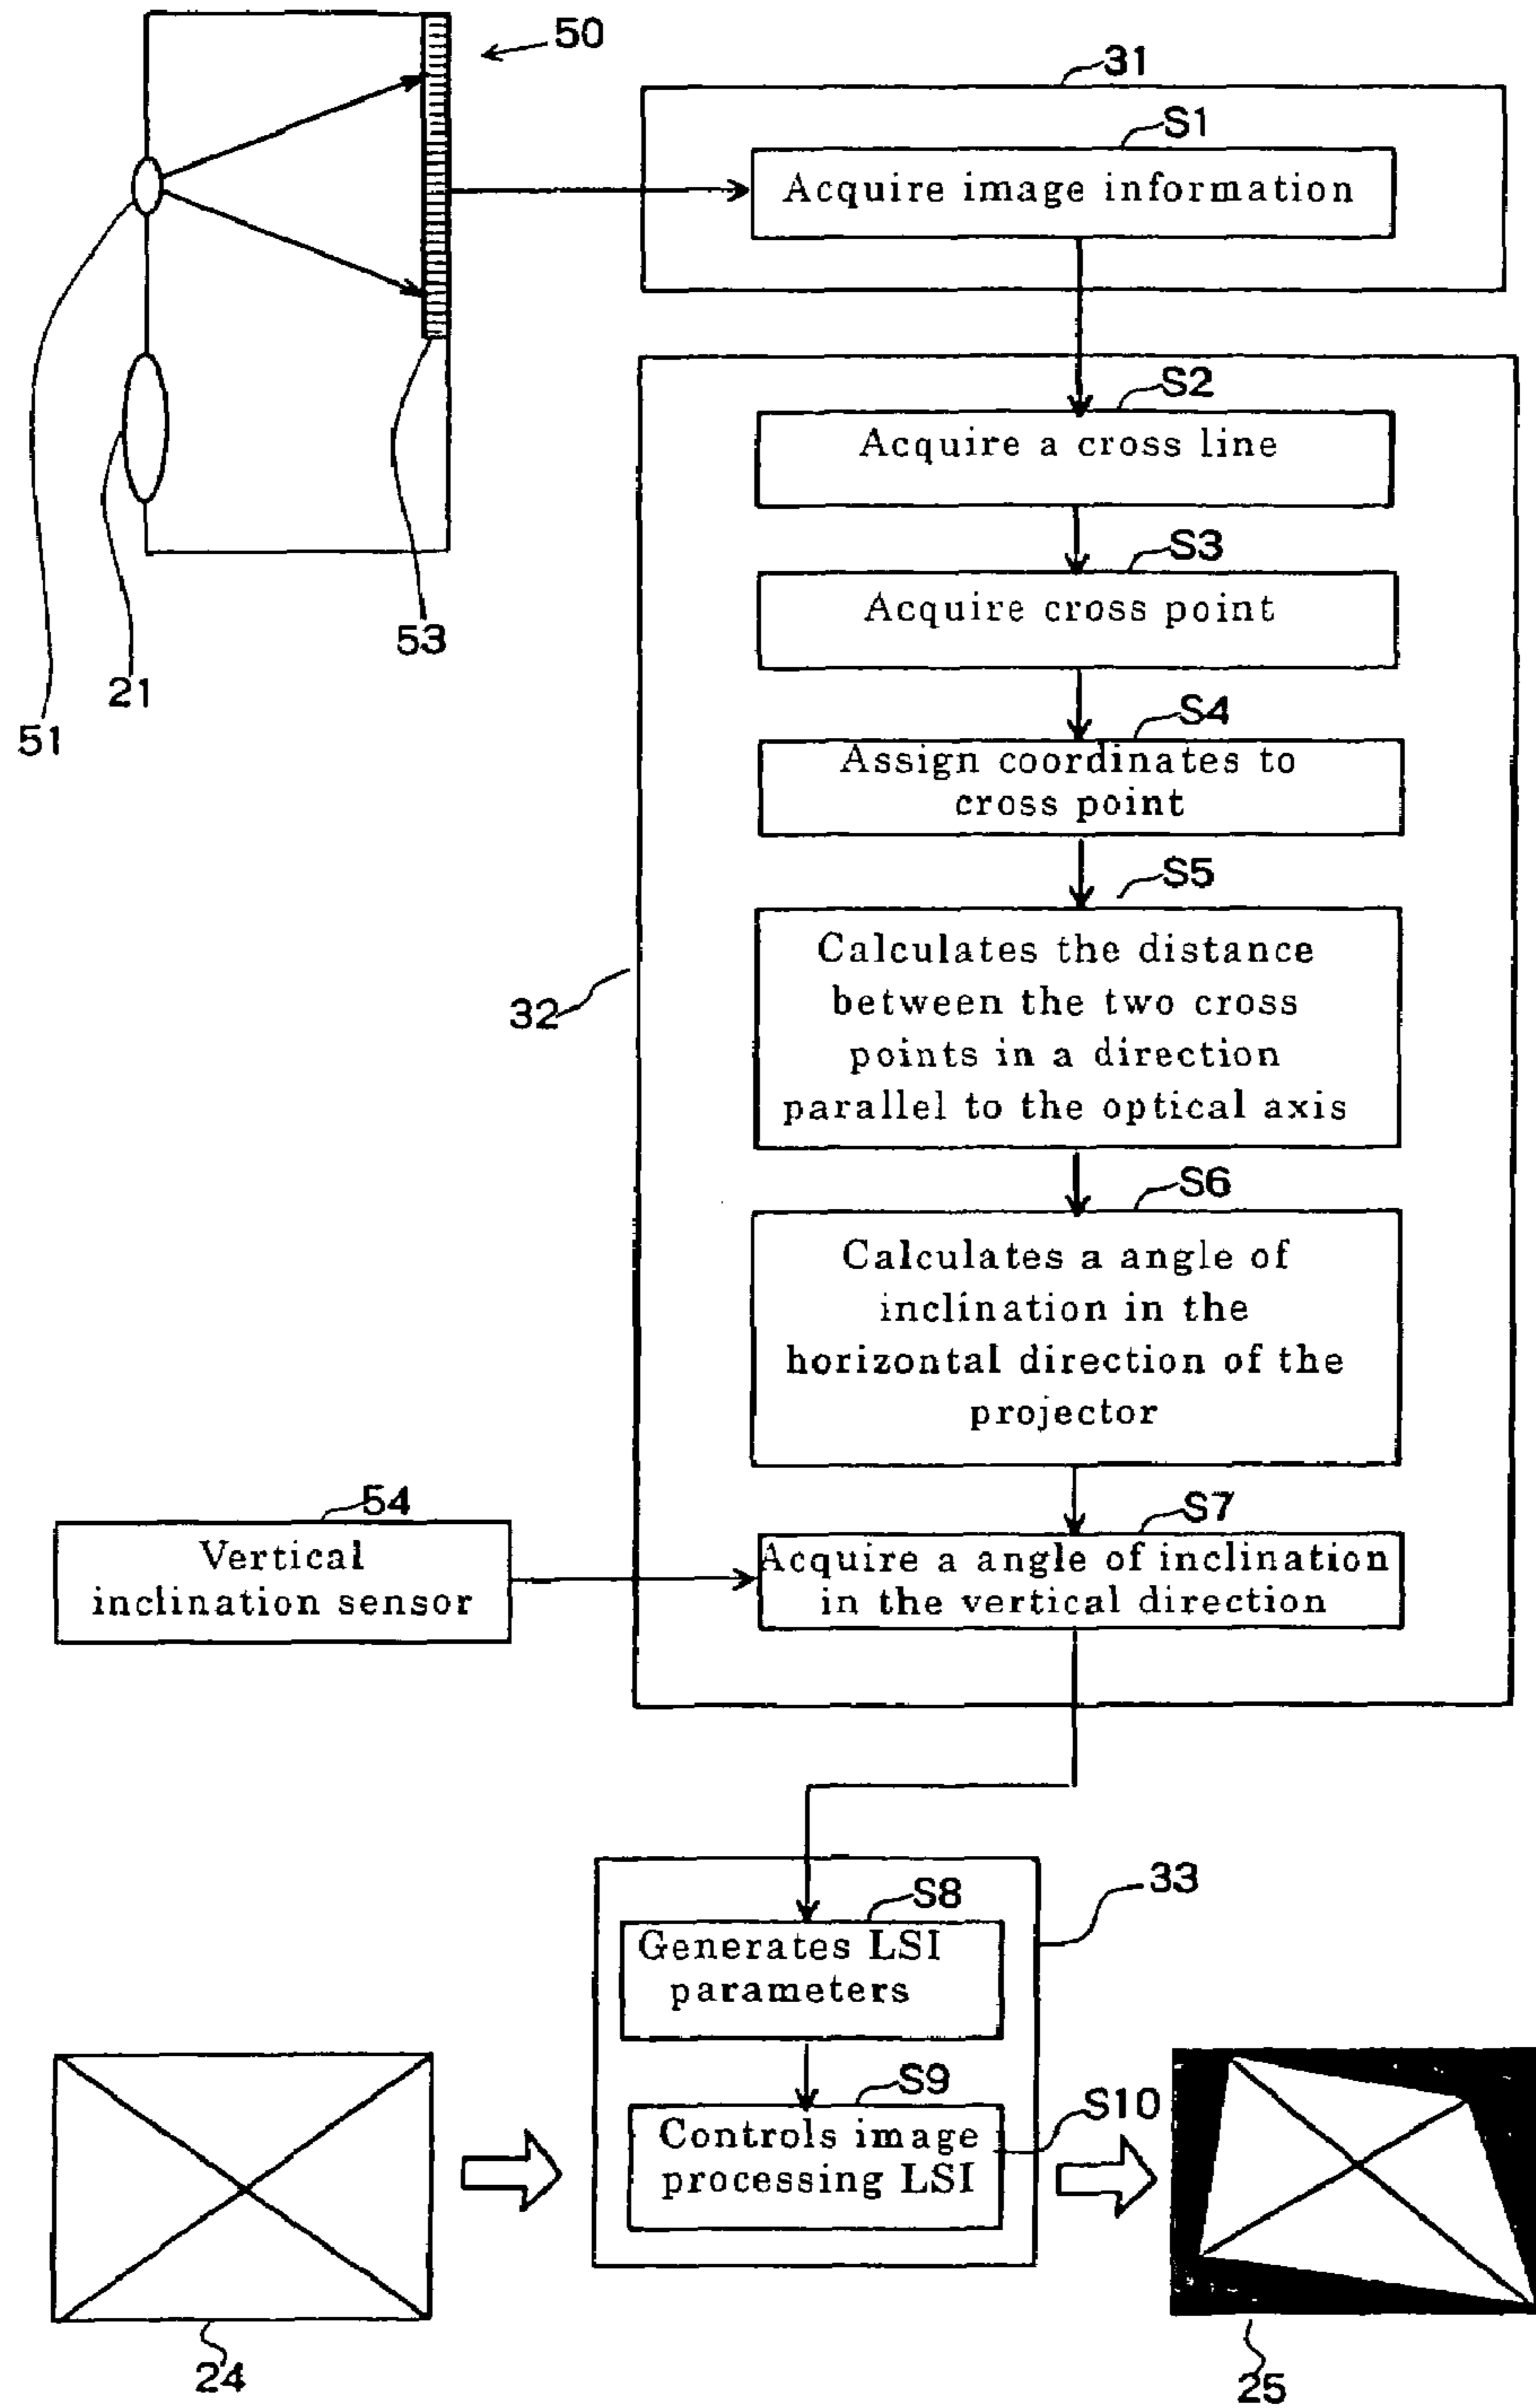 50
31
S1
Acquire image information
S2
Acquire a cross line
S3
Acquire cross point
53
21
51
S4
Assign coordinates to
cross point
S5
Calculates the distance
between the two cross
points in a direction
parallel to the optical axis
32
S6
Calculates a angle of
inclination in the
horizontal direction of the
projector
54
Vertical
inclination sensor
S7
Acquire a angle of inclination
in the vertical direction
33
S8
Generates LSI
parameters
S9
S10
Controls image
processing LSI
24
25